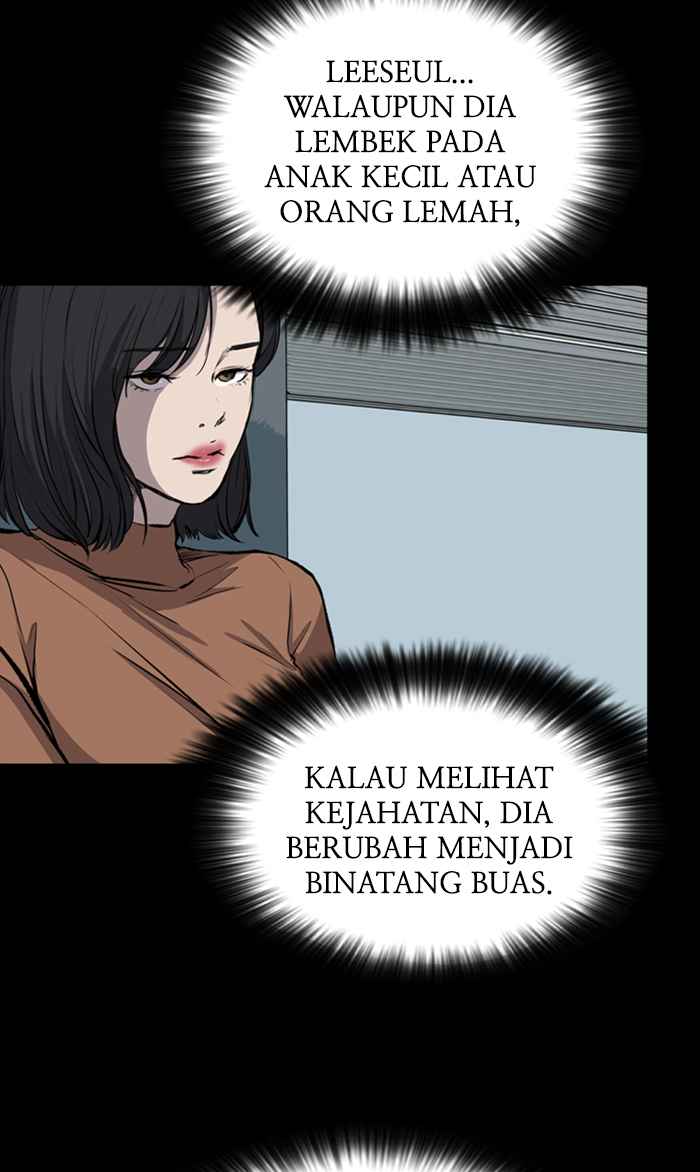 LEESEUL...
WALAUPUN DIA
LEMBEK PADA
ANAK KECIL ATAU
ORANG LEMAH,
KALAU MELIHAT
KEJAHATAN, DIA
BERUBAH MENJADI
BINATANG BUAS.